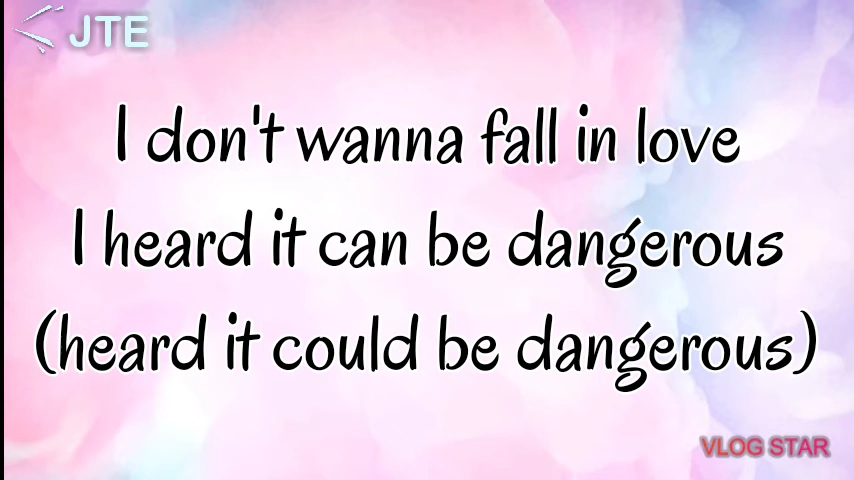 JTE
I don't wanna fall in love
I heard it can be dangerous
(heard it could be dangerous)
VLOG STAR